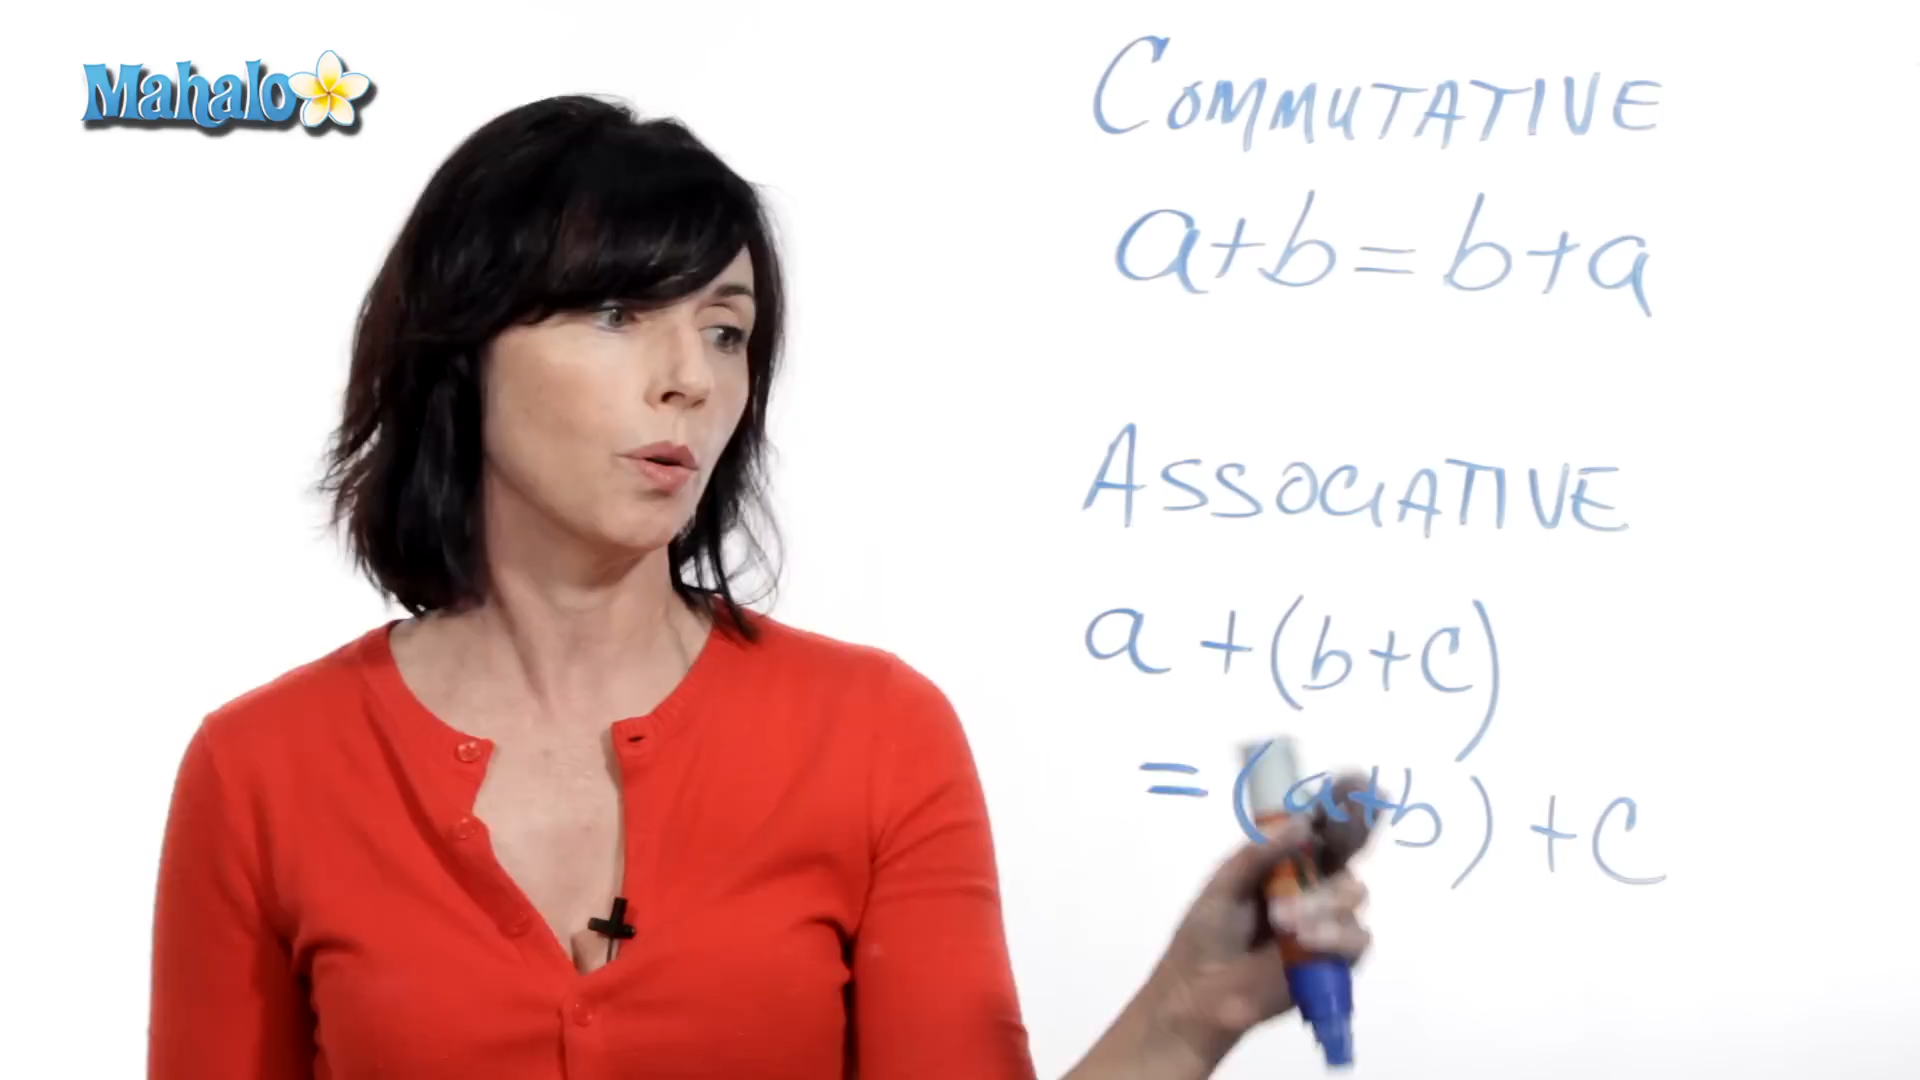 Mahalo
COMMUTATIVE
a+b=b+a
ASSOCIATIVE
a+(b+c)
=(a+b)+c